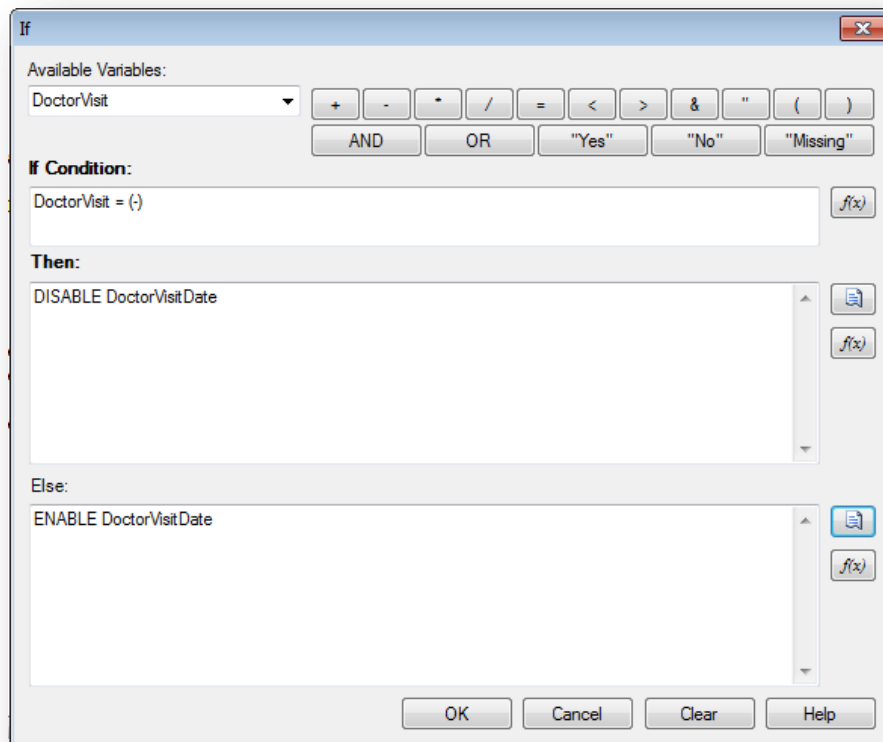 If
Available Variables:
DoctorVisit
+ - * / = < > & " ( )
AND OR "Yes" "No" "Missing"
If Condition:
DoctorVisit = (-)
f(x)
Then:
DISABLE DoctorVisitDate
f(x)
Else:
ENABLE DoctorVisitDate
f(x)
OK Cancel Clear Help